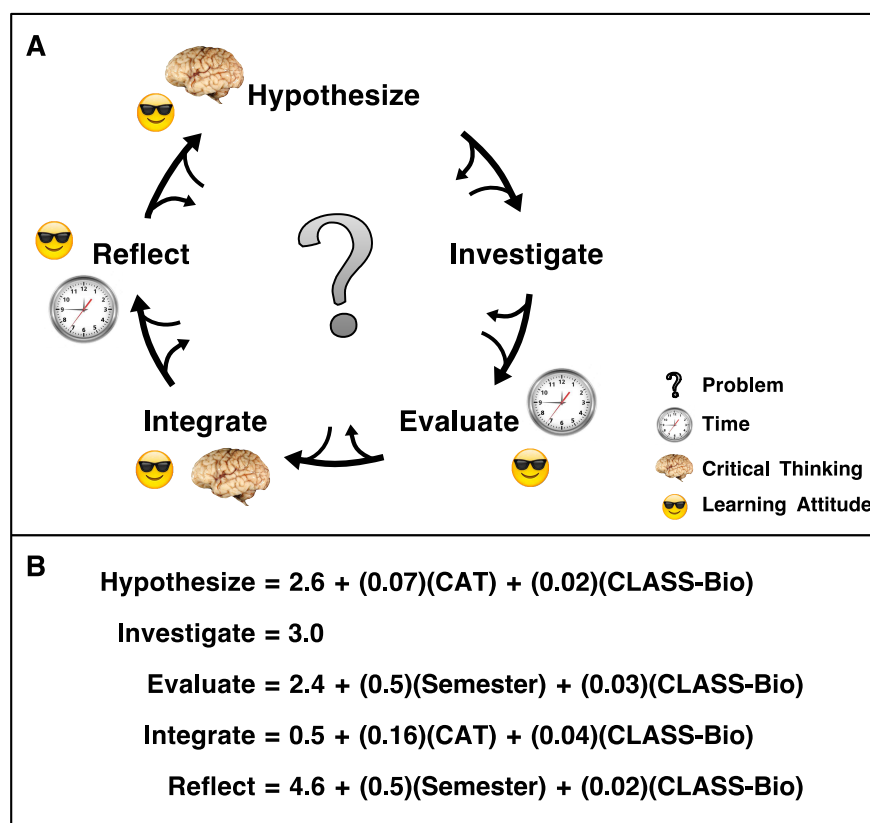 A
Hypothesize
Reflect
Investigate
Integrate
Evaluate
Problem
Time
Critical Thinking
Learning Attitude
B
Hypothesize = 2.6 + (0.07)(CAT) + (0.02)(CLASS-Bio)
Investigate = 3.0
Evaluate = 2.4 + (0.5)(Semester) + (0.03)(CLASS-Bio)
Integrate = 0.5 + (0.16)(CAT) + (0.04)(CLASS-Bio)
Reflect = 4.6 + (0.5)(Semester) + (0.02)(CLASS-Bio)